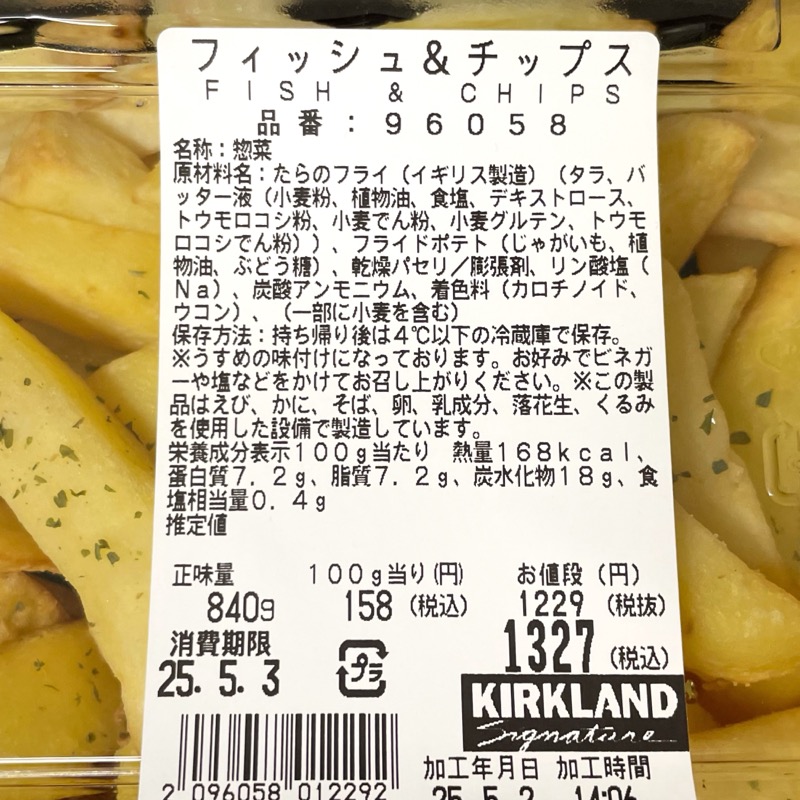 フィッシュ&チップス
FISH & CHIPS
品番:96058
名称:惣菜
原材料名:たらのフライ(イギリス製造)(タラ、バ
ッター液(小麦粉、植物油、食塩、デキストロース、
トウモロコシ粉、小麦でん粉、小麦グルテン、トウモ
ロコシでん粉))、フライドポテト(じゃがいも、植
物油、ぶどう糖)、乾燥パセリ/膨張剤、リン酸塩(
Na)、炭酸アンモニウム、着色料(カロチノイド、
ウコン)、(一部に小麦を含む)
保存方法:持ち帰り後は4℃以下の冷蔵庫で保存。
※うすめの味付けになっております。お好みでビネガ
ーや塩などをかけてお召し上がりください。※この製
品はえび、かに、そば、卵、乳成分、落花生、くるみ
を使用した設備で製造しています。
栄養成分表示100g当たり 熱量168kcal、
蛋白質7.2g、脂質7.2g、炭水化物18g、食
塩相当量0.4g
推定値
正味量 100g当り(円) お値段(円)
840g 158(税込) 1229(税抜)
1327(税込)
消費期限
25.5.3
プラ
KIRKLAND
Signature
加工年月日 加工時間
25.5.2 14:06
2 096058 012292